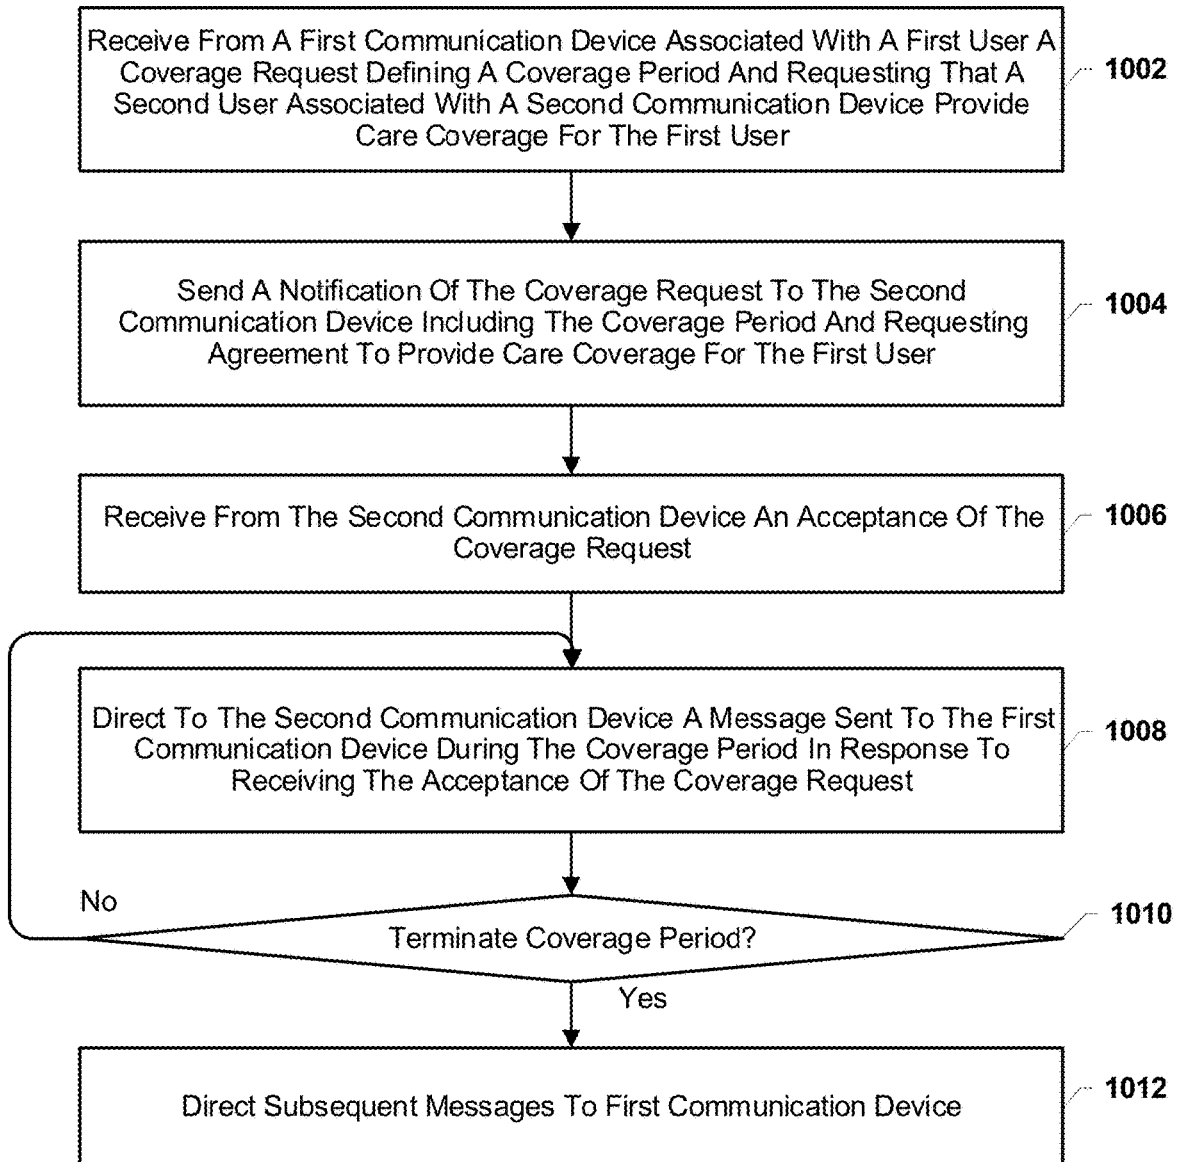 Receive From A First Communication Device Associated With A First User A
Coverage Request Defining A Coverage Period And Requesting That A
Second User Associated With A Second Communication Device Provide
Care Coverage For The First User
1002
Send A Notification Of The Coverage Request To The Second
Communication Device Including The Coverage Period And Requesting
Agreement To Provide Care Coverage For The First User
1004
Receive From The Second Communication Device An Acceptance Of The
Coverage Request
1006
Direct To The Second Communication Device A Message Sent To The First
Communication Device During The Coverage Period In Response To
Receiving The Acceptance Of The Coverage Request
1008
No
Terminate Coverage Period?
1010
Yes
Direct Subsequent Messages To First Communication Device
1012